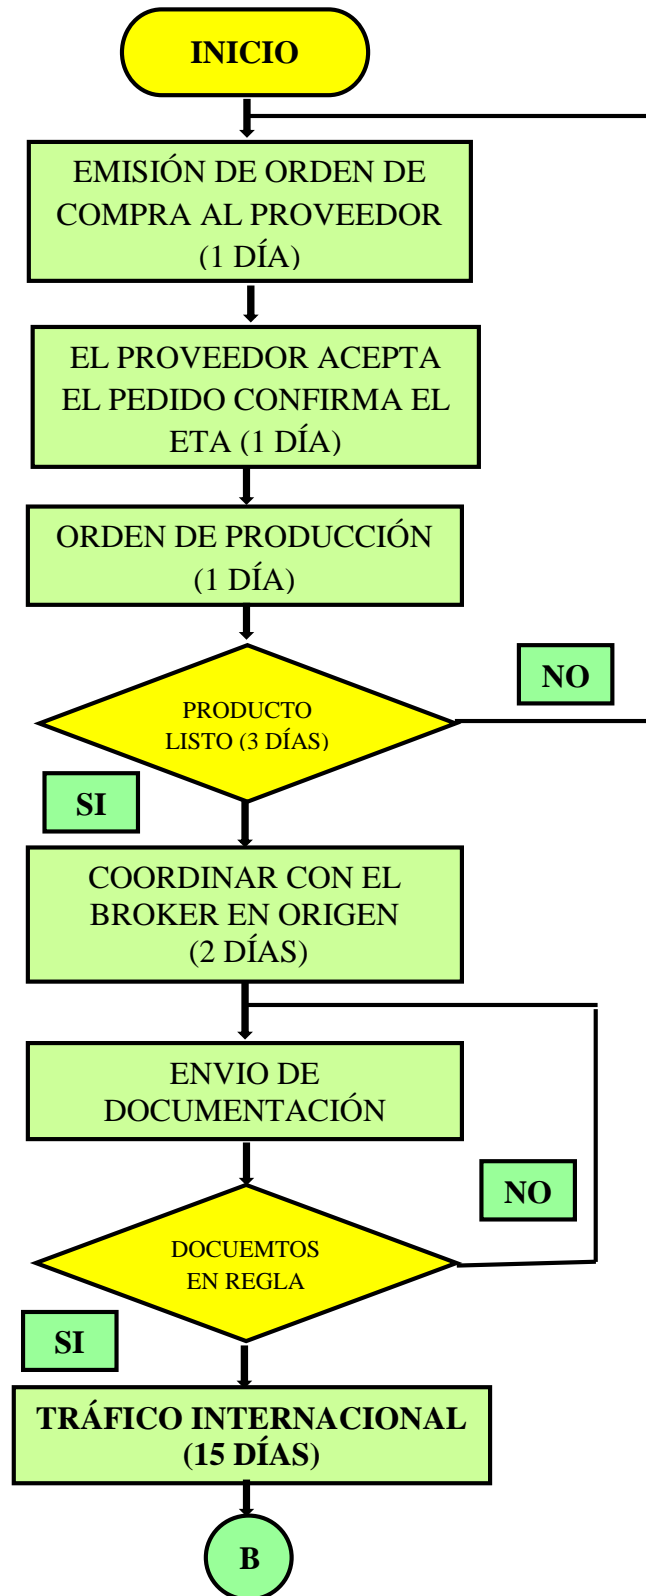 INICIO
EMISIÓN DE ORDEN DE
COMPRA AL PROVEEDOR
(1 DÍA)
EL PROVEEDOR ACEPTA
EL PEDIDO CONFIRMA EL
ETA (1 DÍA)
ORDEN DE PRODUCCIÓN
(1 DÍA)
NO
PRODUCTO
LISTO (3 DÍAS)
SI
COORDINAR CON EL
BROKER EN ORIGEN
(2 DÍAS)
ENVIO DE
DOCUMENTACIÓN
NO
DOCUEMTOS
EN REGLA
SI
TRÁFICO INTERNACIONAL
(15 DÍAS)
B